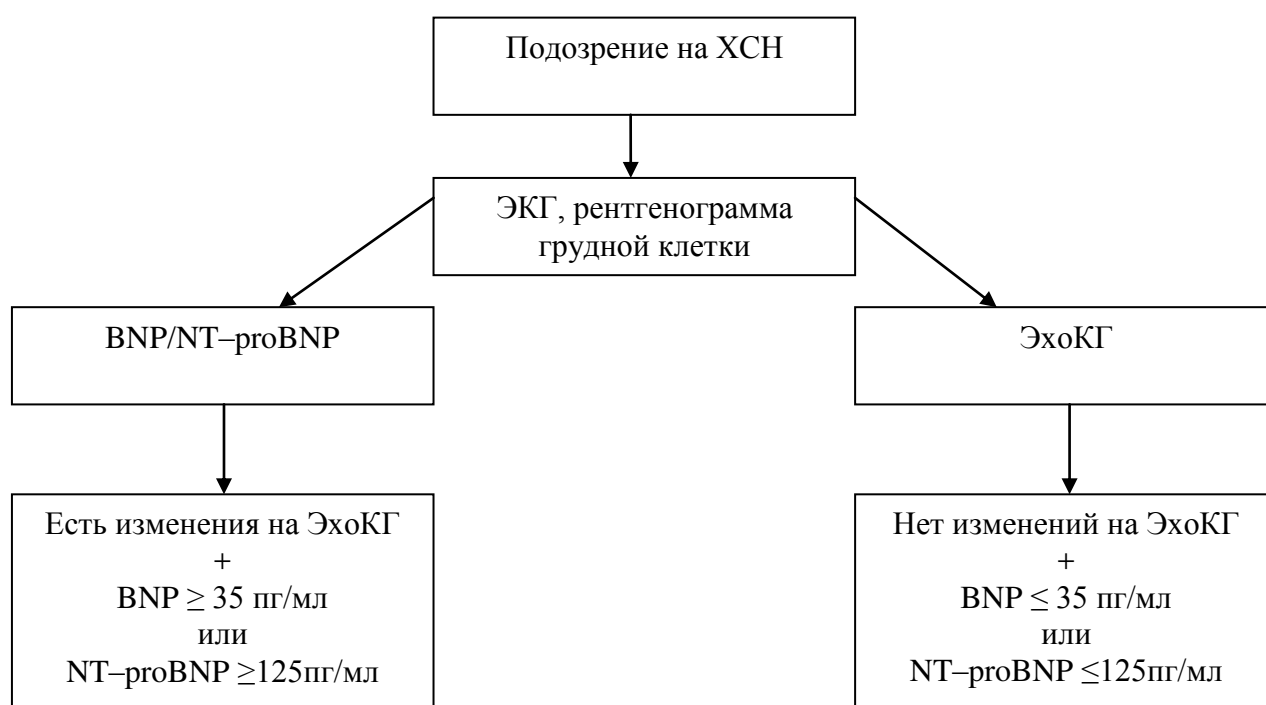 Подозрение на ХСН
ЭКГ, рентгенограмма
грудной клетки
BNP/NT–proBNP
ЭхоКГ
Есть изменения на ЭхоКГ
+
BNP ≥ 35 пг/мл
или
NT–proBNP ≥125пг/мл
Нет изменений на ЭхоКГ
+
BNP ≤ 35 пг/мл
или
NT–proBNP ≤125пг/мл